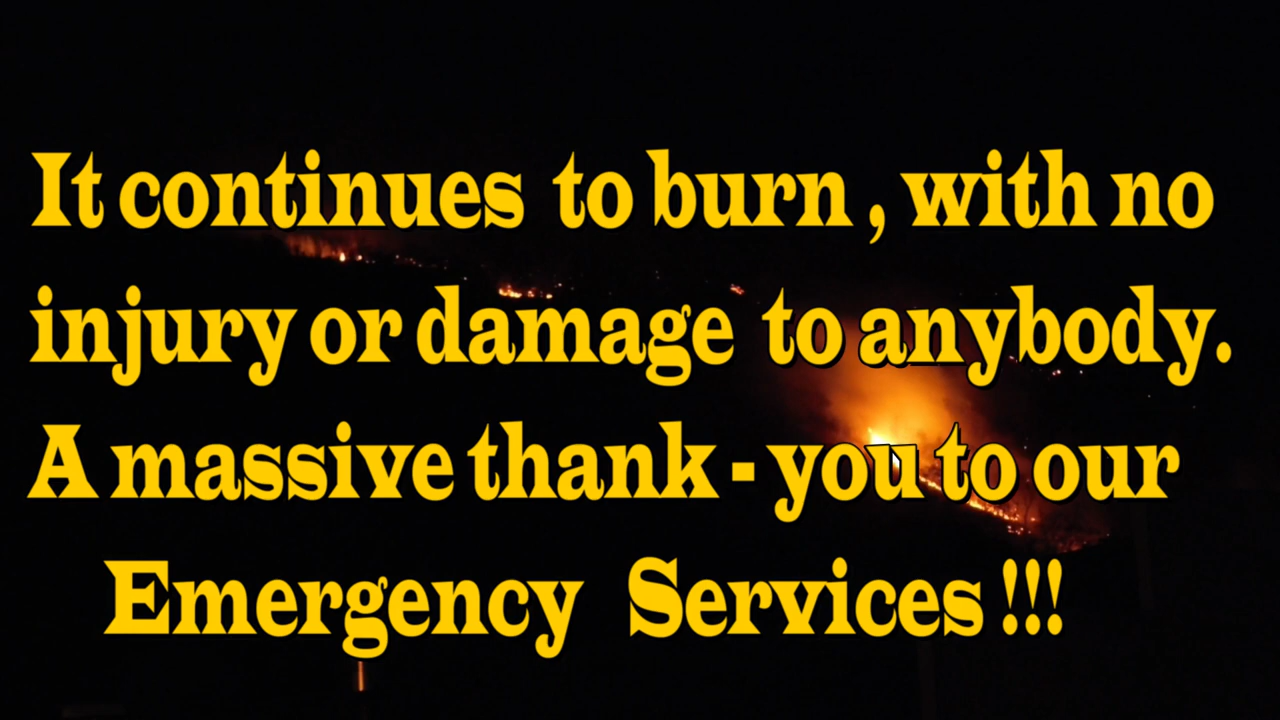 It continues to burn , with no
injury or damage to anybody.
A massive thank - you to our
Emergency Services !!!